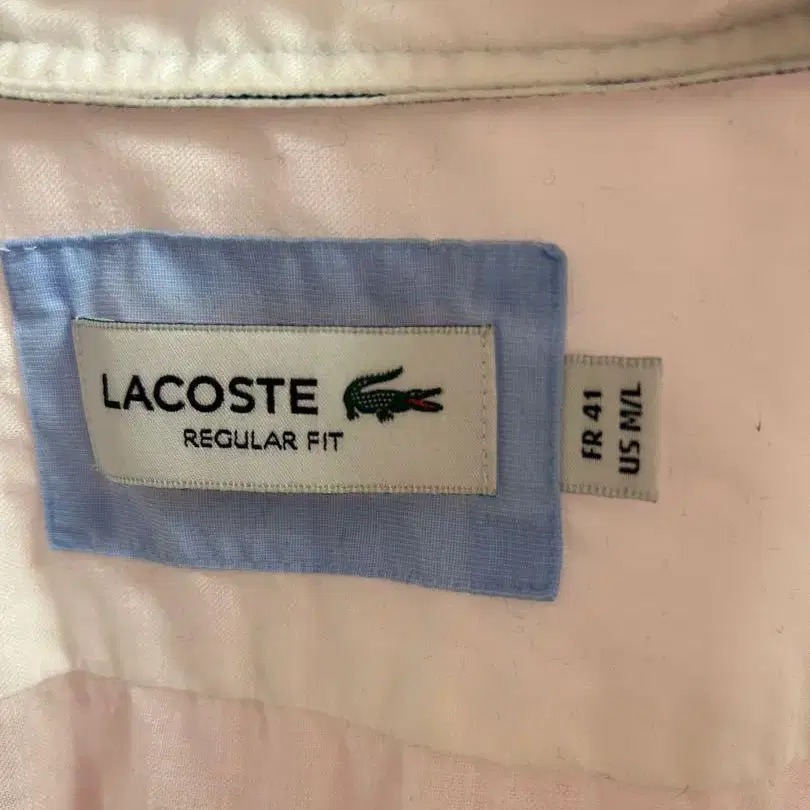 LACOSTE
REGULAR FIT
FR 41
US M/L